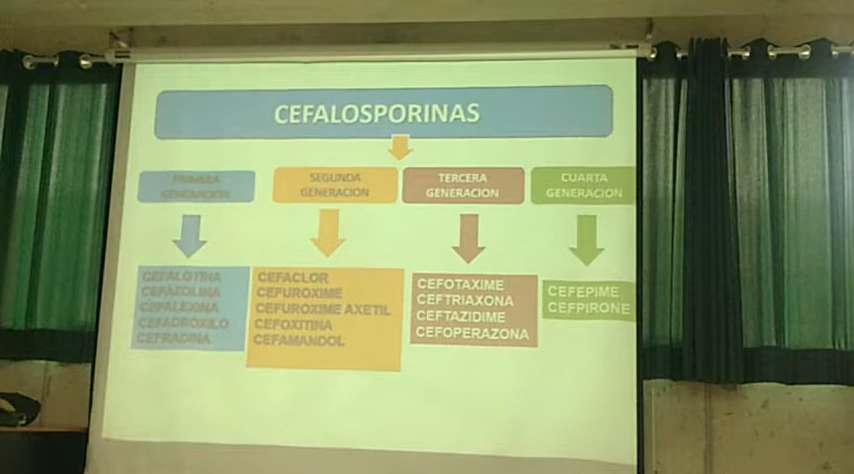 CEFALOSPORINAS
PRIMERA
GENERACION
SEGUNDA
GENERACION
TERCERA
GENERACION
CUARTA
GENERACION
CEFALOTINA
CEFAZOLINA
CEFALEXINA
CEFADROXILO
CEFRADINA
CEFACLOR
CEFUROXIME
CEFUROXIME AXETIL
CEFOXITINA
CEFAMANDOL
CEFOTAXIME
CEFTRIAXONA
CEFTAZIDIME
CEFOPERAZONA
CEFEPIME
CEFPIRONE